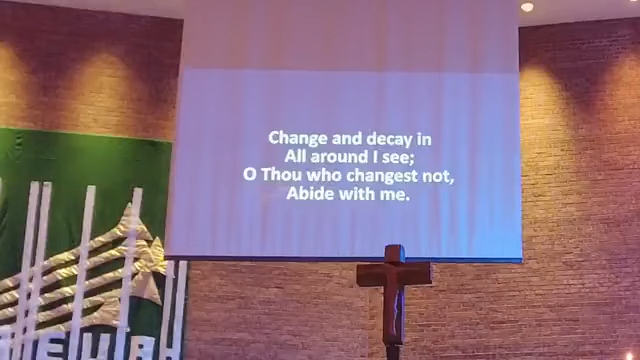 Change and decay in
All around I see;
O Thou who changest not,
Abide with me.